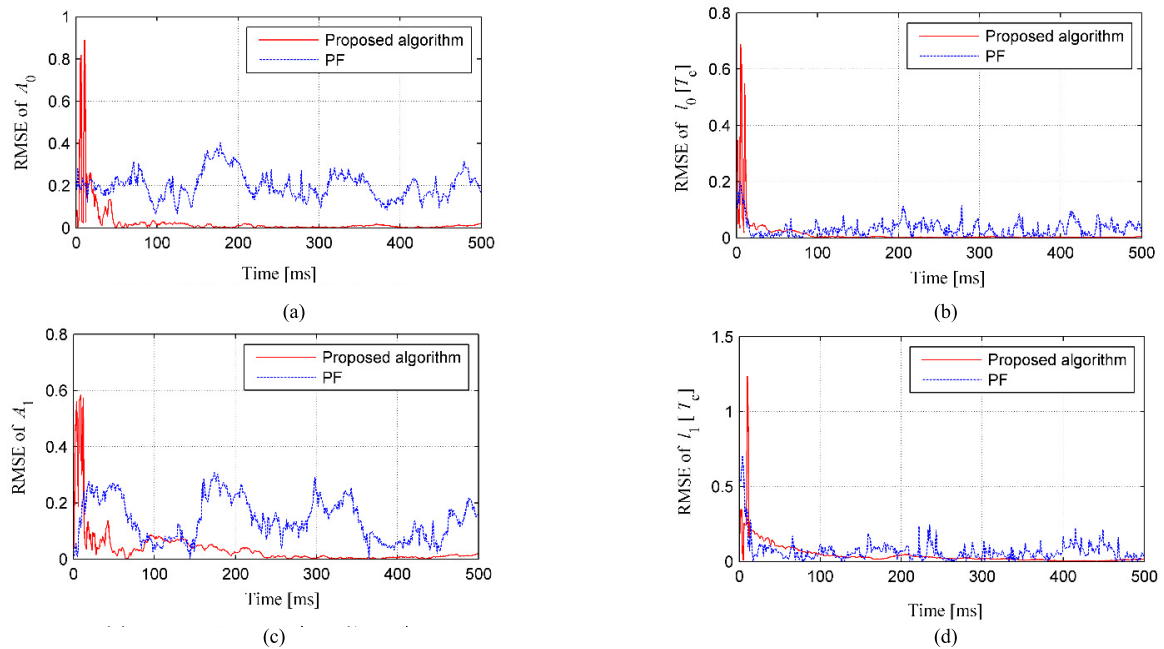 1
0.8
0.6
0.4
0.2
0
RMSE of A0
Proposed algorithm
PF
0 100 200 300 400 500
Time [ms]
(a)
0.8
0.6
0.4
0.2
0
RMSE of l0 [Tc]
Proposed algorithm
PF
0 100 200 300 400 500
Time [ms]
(b)
0.8
0.6
0.4
0.2
0
RMSE of A1
Proposed algorithm
PF
0 100 200 300 400 500
Time [ms]
(c)
1.5
1
0.5
0
RMSE of l1 [Tc]
Proposed algorithm
PF
0 100 200 300 400 500
Time [ms]
(d)